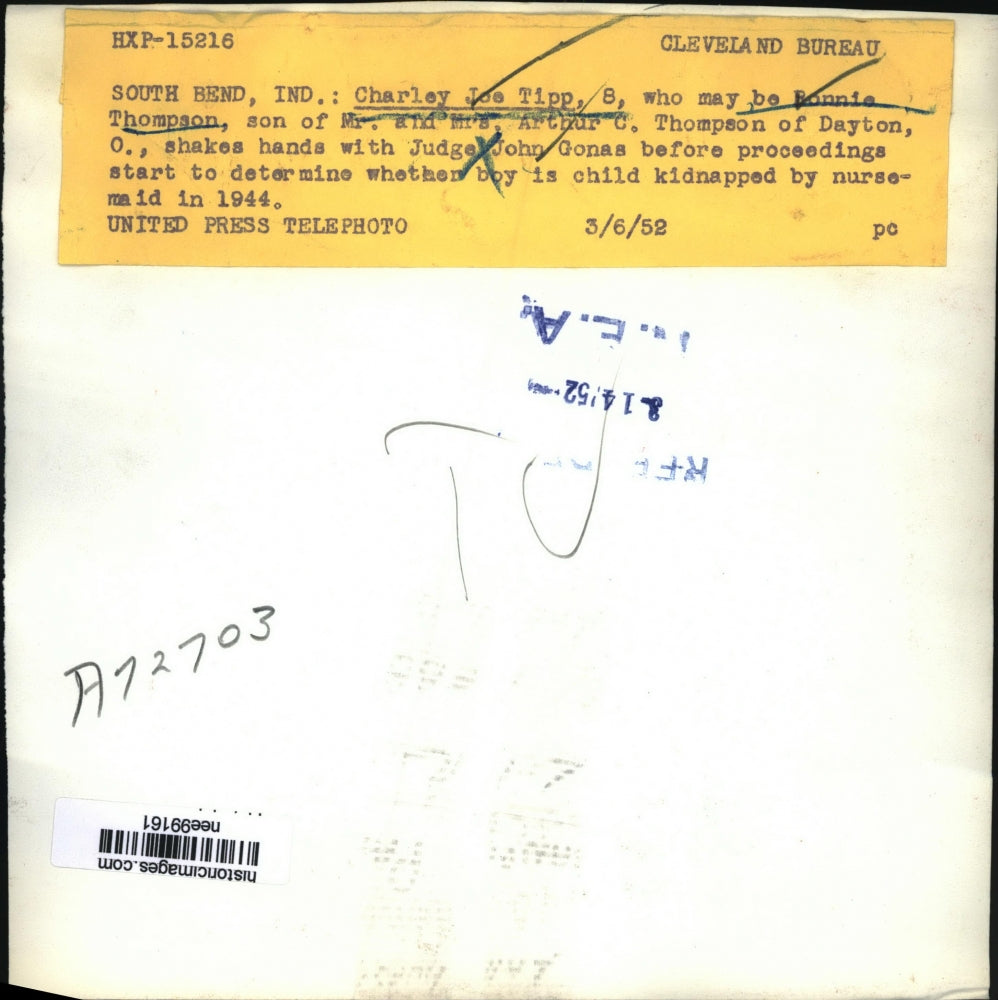 HXP-15216 CLEVELAND BUREAU
SOUTH BEND, IND.: Charley Joe Tipp, 8, who may be Ronnie
Thompson, son of Mr. and Mrs. Arthur C. Thompson of Dayton,
O., shakes hands with Judge John Gonas before proceedings
start to determine whether boy is child kidnapped by nurse-
maid in 1944.
UNITED PRESS TELEPHOTO 3/6/52 pc
N.E.A.
14 '52
REF
TU
A72703
historicimages.com
nee99161